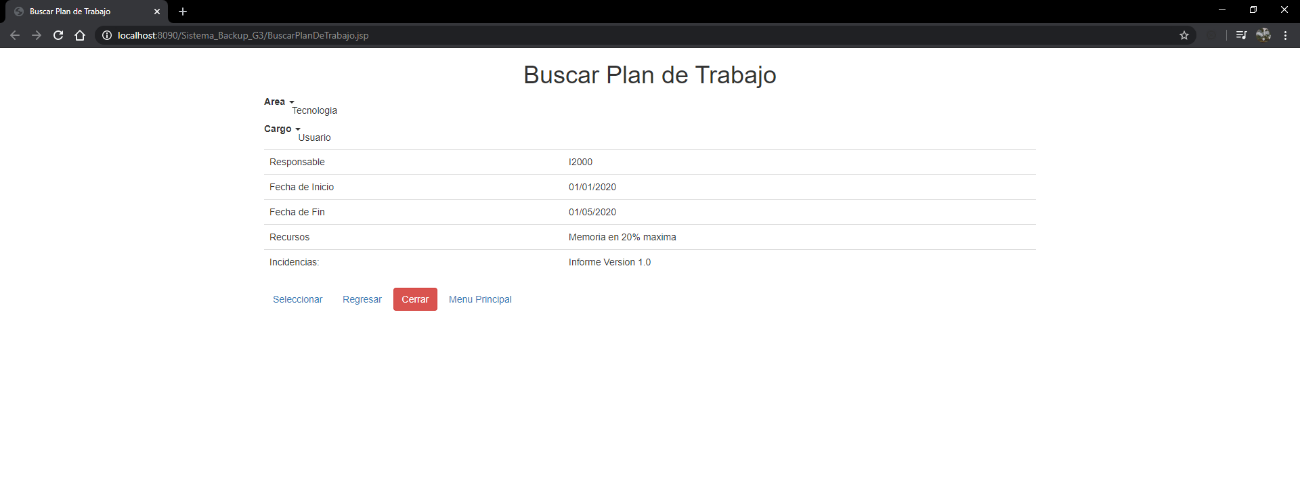 Buscar Plan de Trabajo
localhost:8090/Sistema_Backup_G3/BuscarPlanDeTrabajo.jsp
Buscar Plan de Trabajo
Area
Tecnologia
Cargo
Usuario
Responsable I2000
Fecha de Inicio 01/01/2020
Fecha de Fin 01/05/2020
Recursos Memoria en 20% maxima
Incidencias: Informe Version 1.0
Seleccionar Regresar Cerrar Menu Principal